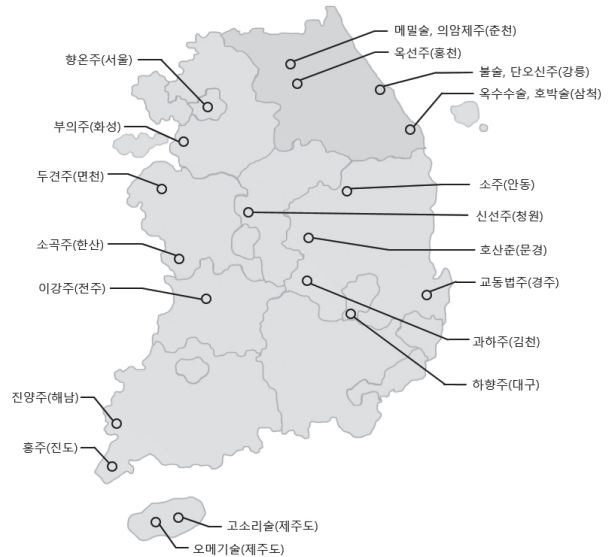 메밀술, 의암제주(춘천)
옥선주(홍천)
향온주(서울)
불술, 단오신주(강릉)
옥수수술, 호박술(삼척)
부의주(화성)
두견주(면천)
소주(안동)
신선주(청원)
소곡주(한산)
호산춘(문경)
이강주(전주)
교동법주(경주)
과하주(김천)
하향주(대구)
진양주(해남)
홍주(진도)
고소리술(제주도)
오메기술(제주도)